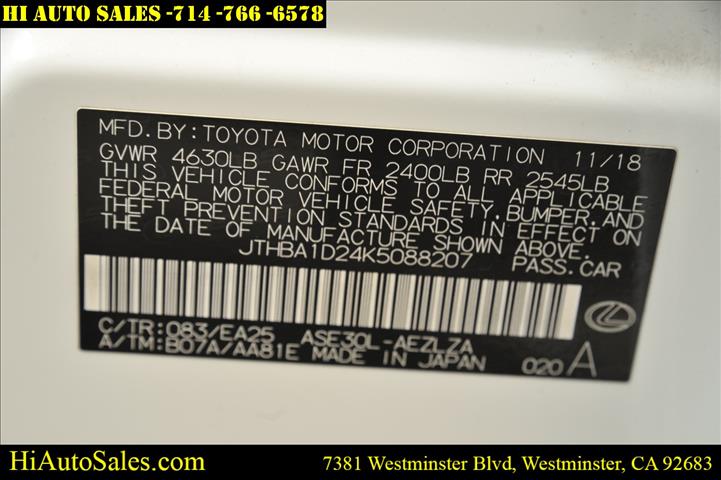 HI AUTO SALES -714 -766 -6578
MFD.BY: TOYOTA MOTOR CORPORATION 11/18
GVWR 4630LB GAWR FR 2400LB RR 2545LB
THIS VEHICLE CONFORMS TO ALL APPLICABLE
FEDERAL MOTOR VEHICLE SAFETY, BUMPER, AND
THEFT PREVENTION STANDARDS IN EFFECT ON
THE DATE OF MANUFACTURE SHOWN ABOVE.
JTHBA1D24K5088207 PASS.CAR
C/TR: 083/EA25 ASE30L-AEZLZA
A/TM: B07A/AA81E MADE IN JAPAN 020 A
HiAutoSales.com 7381 Westminster Blvd, Westminster, CA 92683